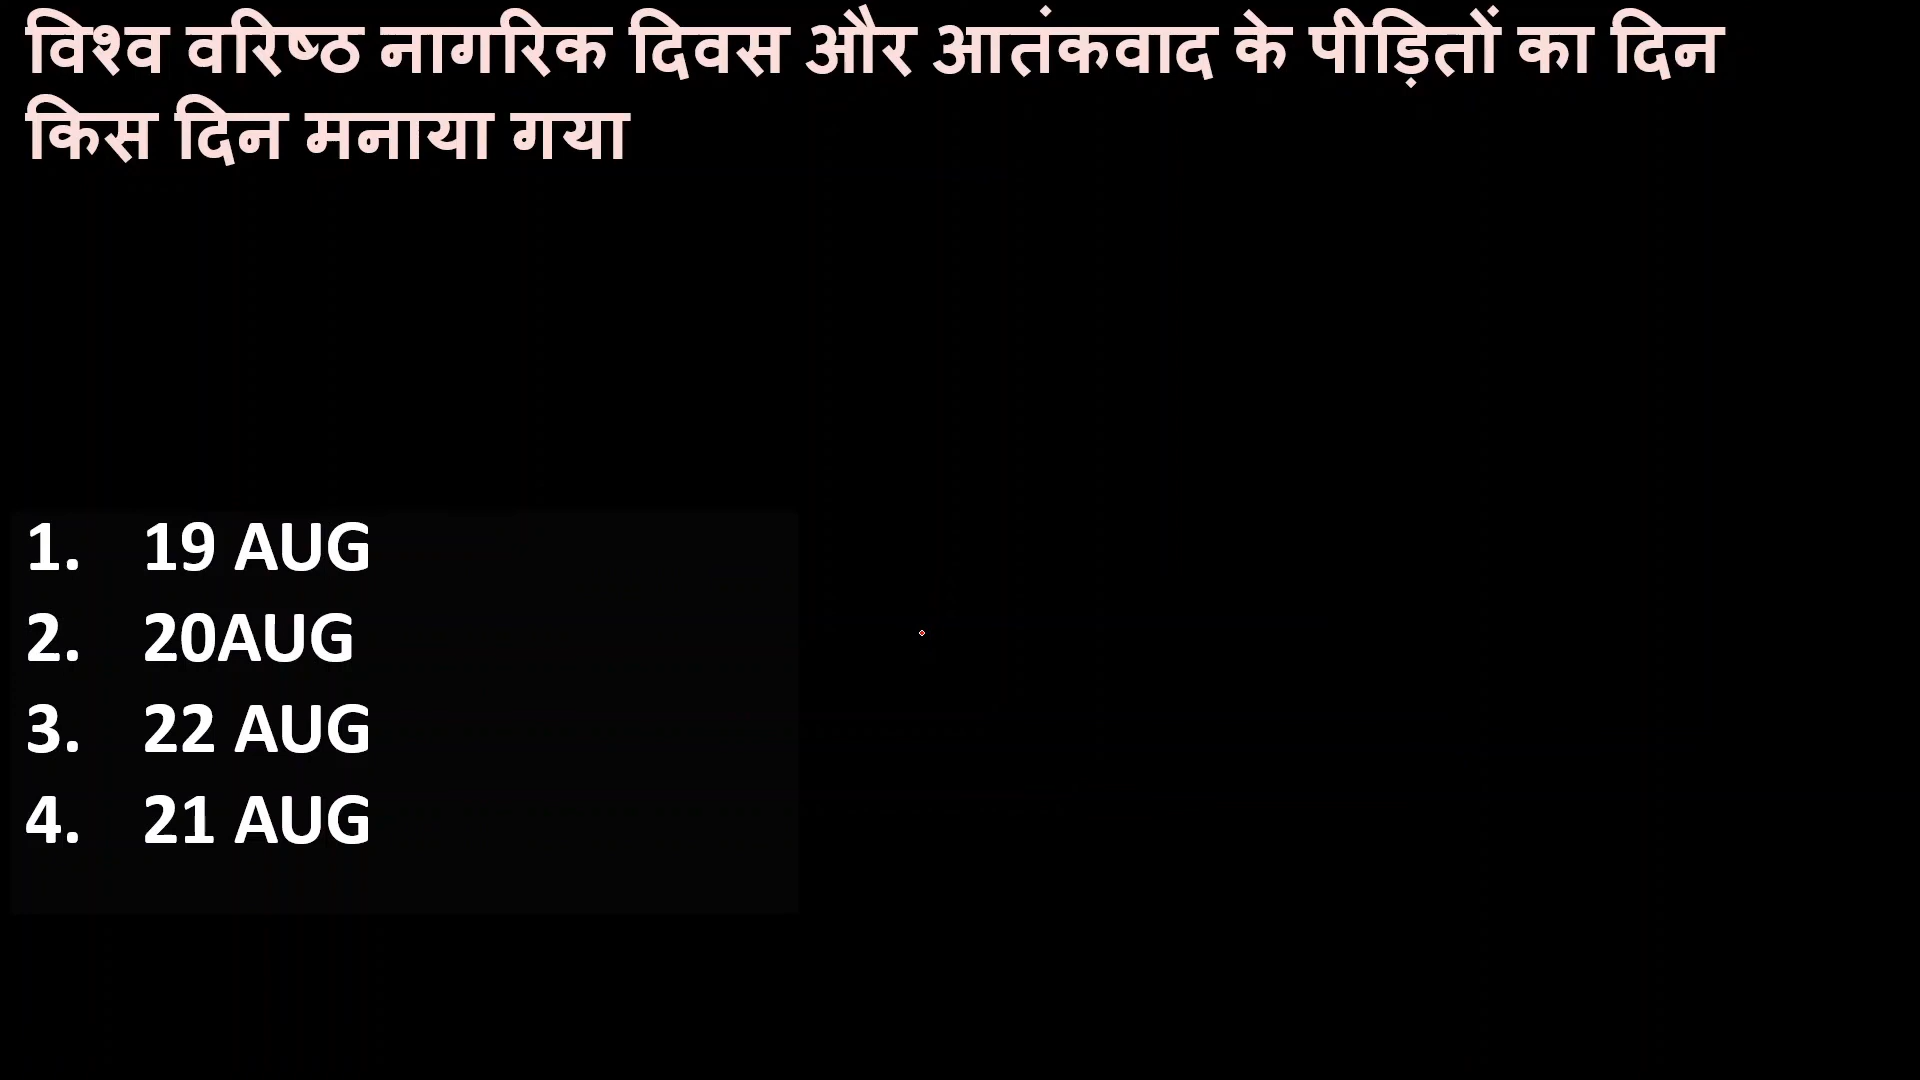 विश्व वरिष्ठ नागरिक दिवस और आतंकवाद के पीड़ितों का दिन
किस दिन मनाया गया
1. 19 AUG
2. 20AUG
3. 22 AUG
4. 21 AUG